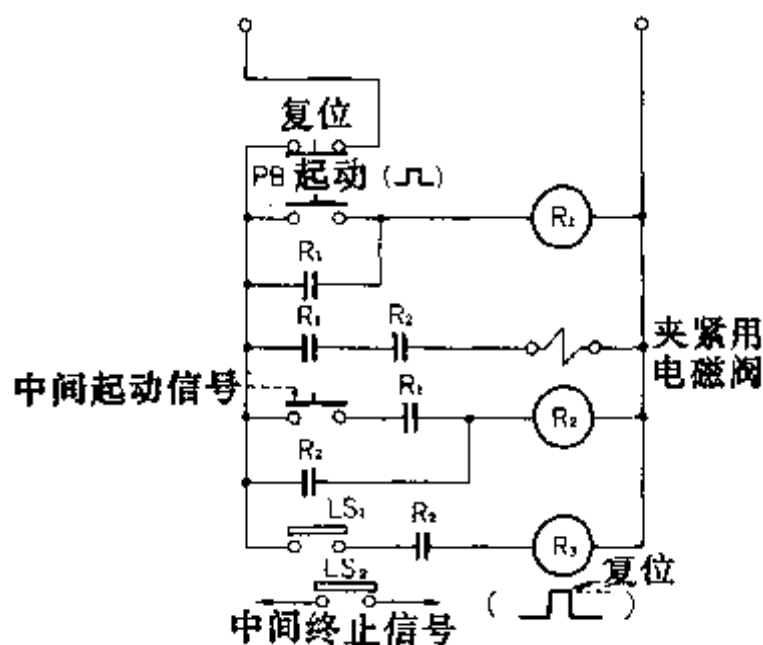 复位
PB 起动 ( )
R₁
R₁
R₁ R₂
夹紧用
电磁阀
中间起动信号
R₁
R₂
R₂
LS₁ R₂
R₃
LS₂
复位
( )
中间终止信号